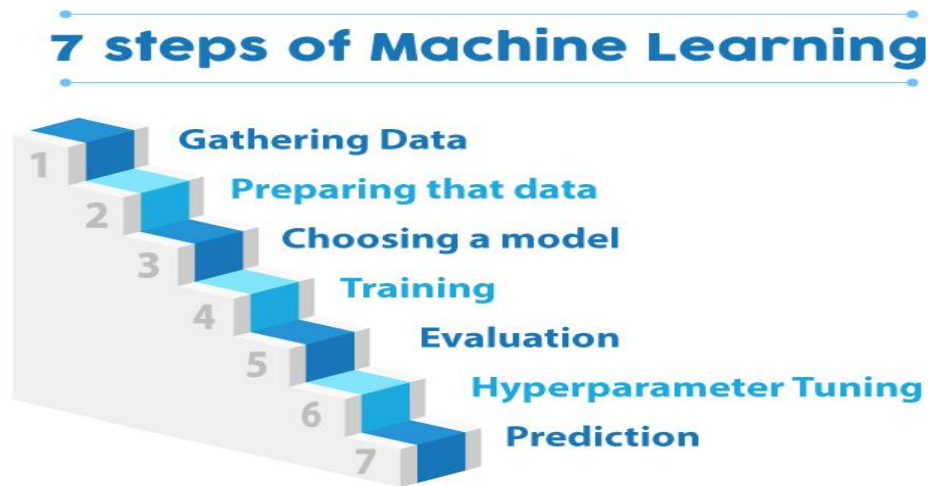 7 steps of Machine Learning
1 Gathering Data
2 Preparing that data
3 Choosing a model
4 Training
5 Evaluation
6 Hyperparameter Tuning
7 Prediction